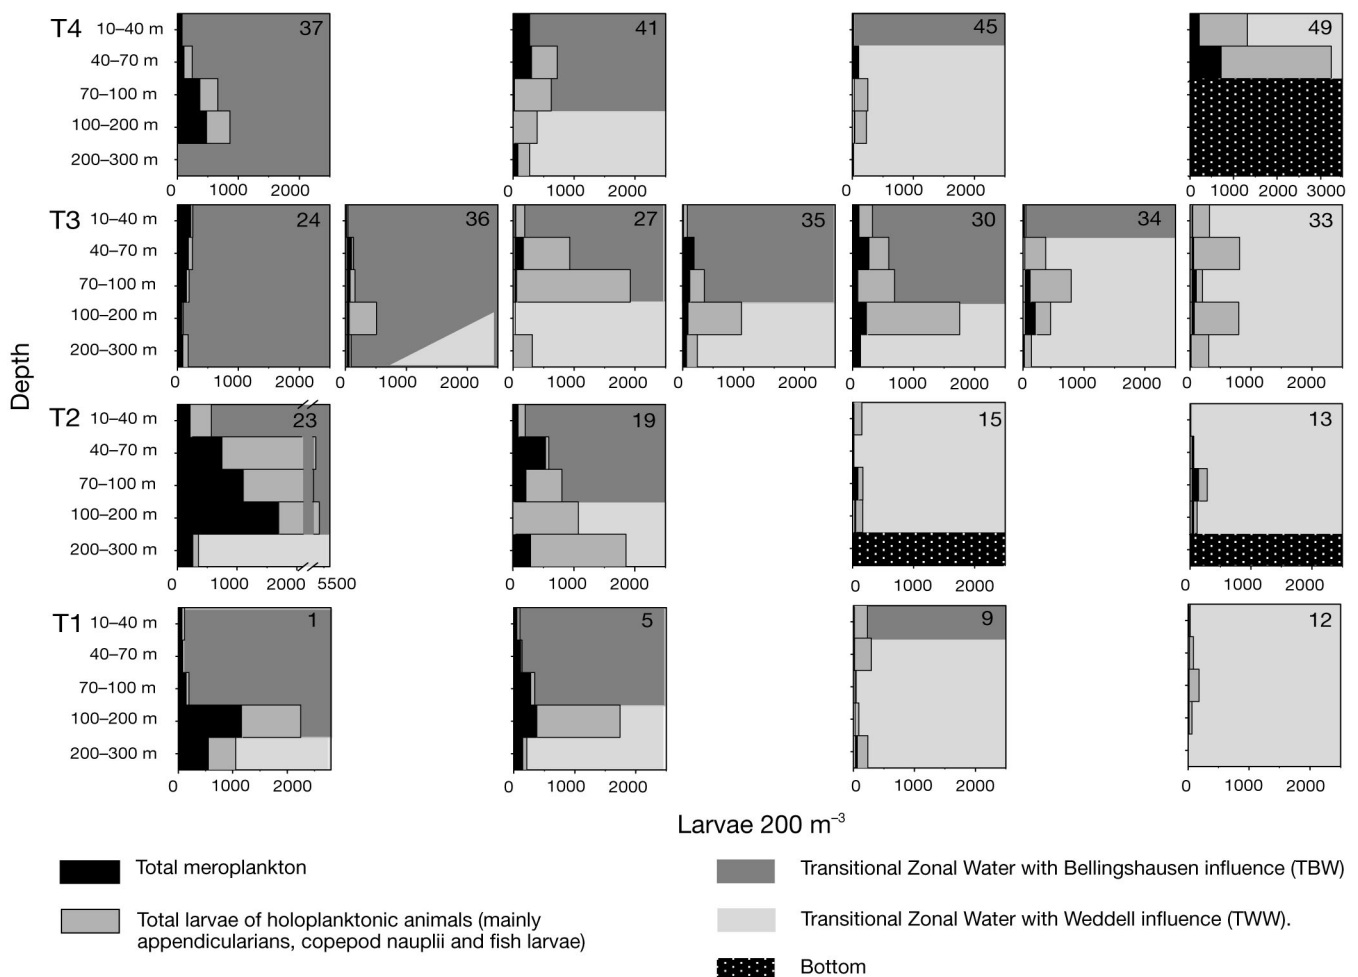 T4
10–40 m
40–70 m
70–100 m
100–200 m
200–300 m
37
41
45
49
0 1000 2000
0 1000 2000
0 1000 2000
0 1000 2000 3000
T3
10–40 m
40–70 m
70–100 m
100–200 m
200–300 m
24
36
27
35
30
34
33
0 1000 2000
0 1000 2000
0 1000 2000
0 1000 2000
0 1000 2000
0 1000 2000
0 1000 2000
Depth
T2
10–40 m
40–70 m
70–100 m
100–200 m
200–300 m
23
19
15
13
0 1000 2000 5500
0 1000 2000
0 1000 2000
0 1000 2000
T1
10–40 m
40–70 m
70–100 m
100–200 m
200–300 m
1
5
9
12
0 1000 2000
0 1000 2000
0 1000 2000
0 1000 2000
Larvae 200 m⁻³
Total meroplankton
Total larvae of holoplanktonic animals (mainly
appendicularians, copepod nauplii and fish larvae)
Transitional Zonal Water with Bellingshausen influence (TBW)
Transitional Zonal Water with Weddell influence (TWW).
Bottom